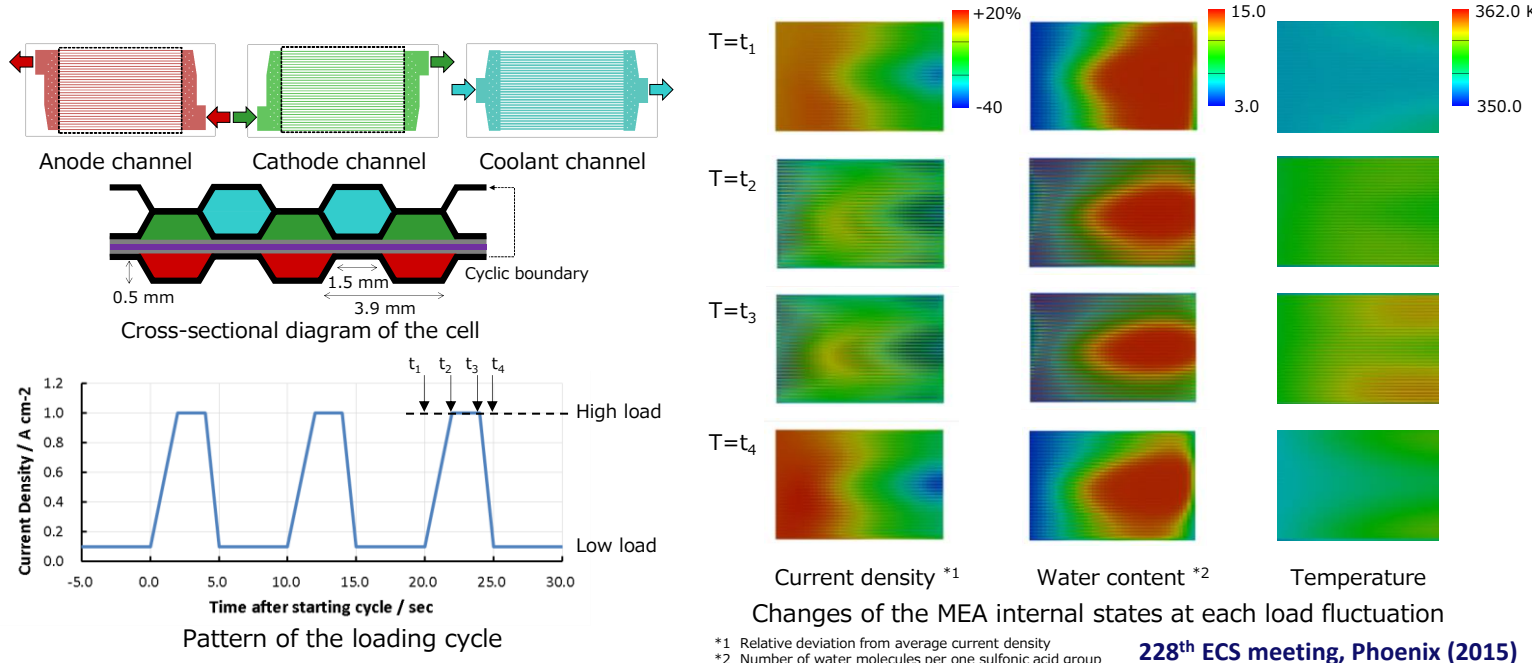 Anode channel
Cathode channel
Coolant channel
Cyclic boundary
0.5 mm
1.5 mm
3.9 mm
Cross-sectional diagram of the cell
t1
t2
t3
t4
High load
Low load
Current Density / A cm-2
1.2
1.0
0.8
0.6
0.4
0.2
0.0
-5.0 0.0 5.0 10.0 15.0 20.0 25.0 30.0
Time after starting cycle / sec
Pattern of the loading cycle
T=t1
+20%
-40
15.0
3.0
362.0 K
350.0
T=t2
T=t3
T=t4
Current density *1
Water content *2
Temperature
Changes of the MEA internal states at each load fluctuation
*1 Relative deviation from average current density
*2 Number of water molecules per one sulfonic acid group
228th ECS meeting, Phoenix (2015)